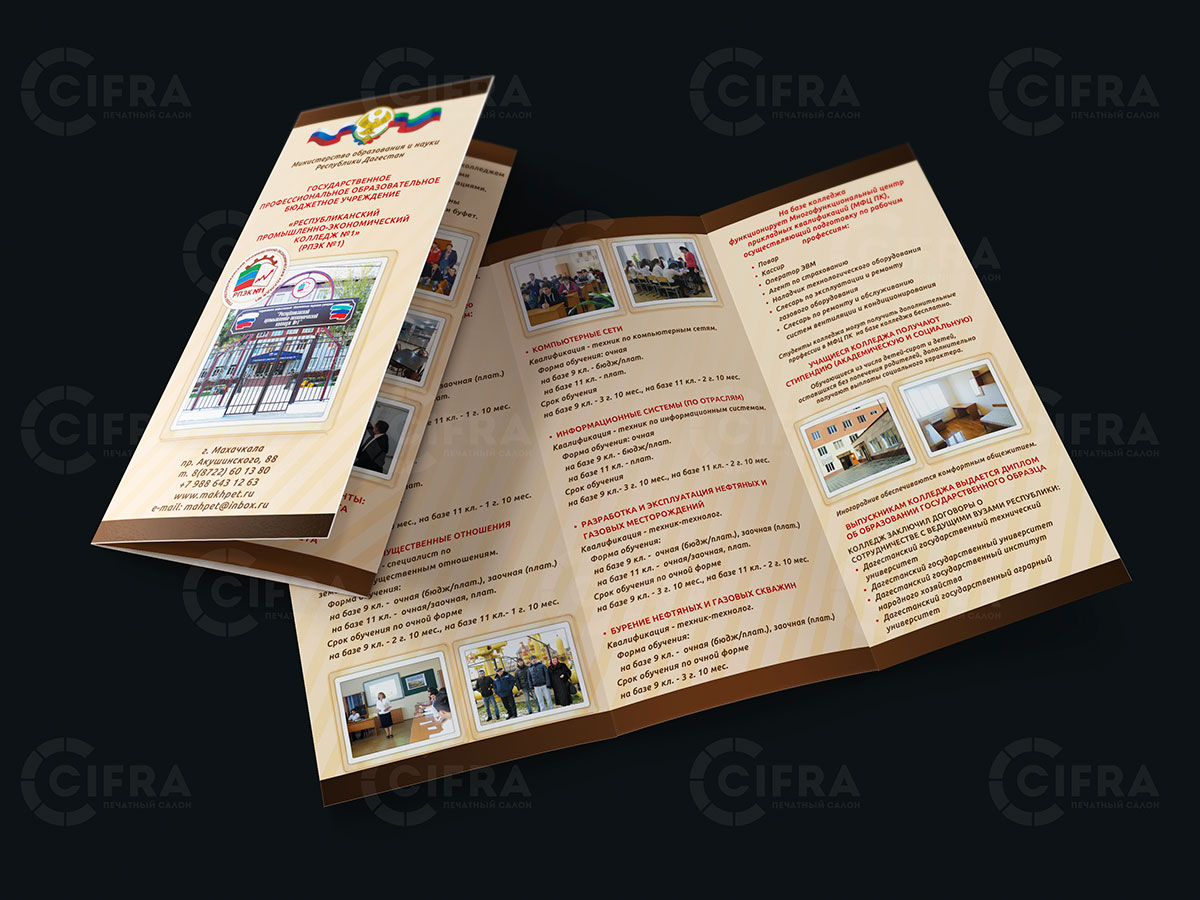 Министерство образования и науки
Республики Дагестан
ГОСУДАРСТВЕННОЕ
ПРОФЕССИОНАЛЬНОЕ ОБРАЗОВАТЕЛЬНОЕ
БЮДЖЕТНОЕ УЧРЕЖДЕНИЕ
«РЕСПУБЛИКАНСКИЙ
ПРОМЫШЛЕННО-ЭКОНОМИЧЕСКИЙ
КОЛЛЕДЖ №1»
(РПЭК №1)
РПЭК №1
г. Махачкала
пр. Акушинского, 88
т. 8(8722) 60 13 80
+7 988 643 12 63
www.makhpet.ru
e-mail: mahpet@inbox.ru
колледжем
буфет.
заочная (плат.)
на базе 11 кл. - 1 г. 10 мес.
ИМУЩЕСТВЕННЫЕ ОТНОШЕНИЯ
- специалист по
имущественным отношениям.
Форма
на базе 9 кл. - очная (бюдж/плат.), заочная (плат.)
на базе 11 кл. - очная/заочная, плат.
Срок обучения по очной форме
на базе 9 кл. - 2 г. 10 мес., на базе 11 кл. - 1 г. 10 мес.
• КОМПЬЮТЕРНЫЕ СЕТИ
Квалификация - техник по компьютерным сетям.
Форма обучения: очная
на базе 9 кл. - бюдж/плат.
на базе 11 кл. - плат.
Срок обучения
на базе 9 кл. - 3 г. 10 мес., на базе 11 кл. - 2 г. 10 мес.
• ИНФОРМАЦИОННЫЕ СИСТЕМЫ (ПО ОТРАСЛЯМ)
Квалификация - техник по информационным системам.
Форма обучения: очная
на базе 9 кл. - бюдж/плат.
на базе 11 кл. - плат.
Срок обучения
на базе 9 кл. - 3 г. 10 мес., на базе 11 кл. - 2 г. 10 мес.
• РАЗРАБОТКА И ЭКСПЛУАТАЦИЯ НЕФТЯНЫХ И
ГАЗОВЫХ МЕСТОРОЖДЕНИЙ
Квалификация - техник-технолог.
Форма обучения:
на базе 9 кл. - очная (бюдж/плат.), заочная (плат.)
на базе 11 кл. - очная/заочная, плат.
Срок обучения по очной форме
на базе 9 кл. - 3 г. 10 мес., на базе 11 кл. - 2 г. 10 мес.
• БУРЕНИЕ НЕФТЯНЫХ И ГАЗОВЫХ СКВАЖИН
Квалификация - техник-технолог.
Форма обучения:
на базе 9 кл. - очная (бюдж/плат.), заочная (плат.)
Срок обучения по очной форме
на базе 9 кл. - 3 г. 10 мес.
На базе колледжа
функционирует Многофункциональный центр
прикладных квалификаций (МФЦ ПК),
осуществляющий подготовку по рабочим
профессиям:
• Повар
• Кассир
• Оператор ЭВМ
• Агент по страхованию
• Наладчик технологического оборудования
• Слесарь по эксплуатации и ремонту
газового оборудования
• Слесарь по ремонту и обслуживанию
систем вентиляции и кондиционирования
Студенты колледжа могут получить дополнительные
профессии в МФЦ ПК на базе колледжа бесплатно.
УЧАЩИЕСЯ КОЛЛЕДЖА ПОЛУЧАЮТ
СТИПЕНДИЮ (АКАДЕМИЧЕСКУЮ И СОЦИАЛЬНУЮ)
Обучающиеся из числа детей-сирот и детей,
оставшихся без попечения родителей, дополнительно
получают выплаты социального характера.
Иногородние обеспечиваются комфортным общежитием.
ВЫПУСКНИКАМ КОЛЛЕДЖА ВЫДАЕТСЯ ДИПЛОМ
ОБ ОБРАЗОВАНИИ ГОСУДАРСТВЕННОГО ОБРАЗЦА
КОЛЛЕДЖ ЗАКЛЮЧИЛ ДОГОВОРЫ О
СОТРУДНИЧЕСТВЕ С ВЕДУЩИМИ ВУЗАМИ РЕСПУБЛИКИ:
• Дагестанский государственный технический
университет
• Дагестанский государственный университет
• Дагестанский государственный институт
народного хозяйства
• Дагестанский государственный аграрный
университет
CIFRA
ПЕЧАТНЫЙ САЛОН